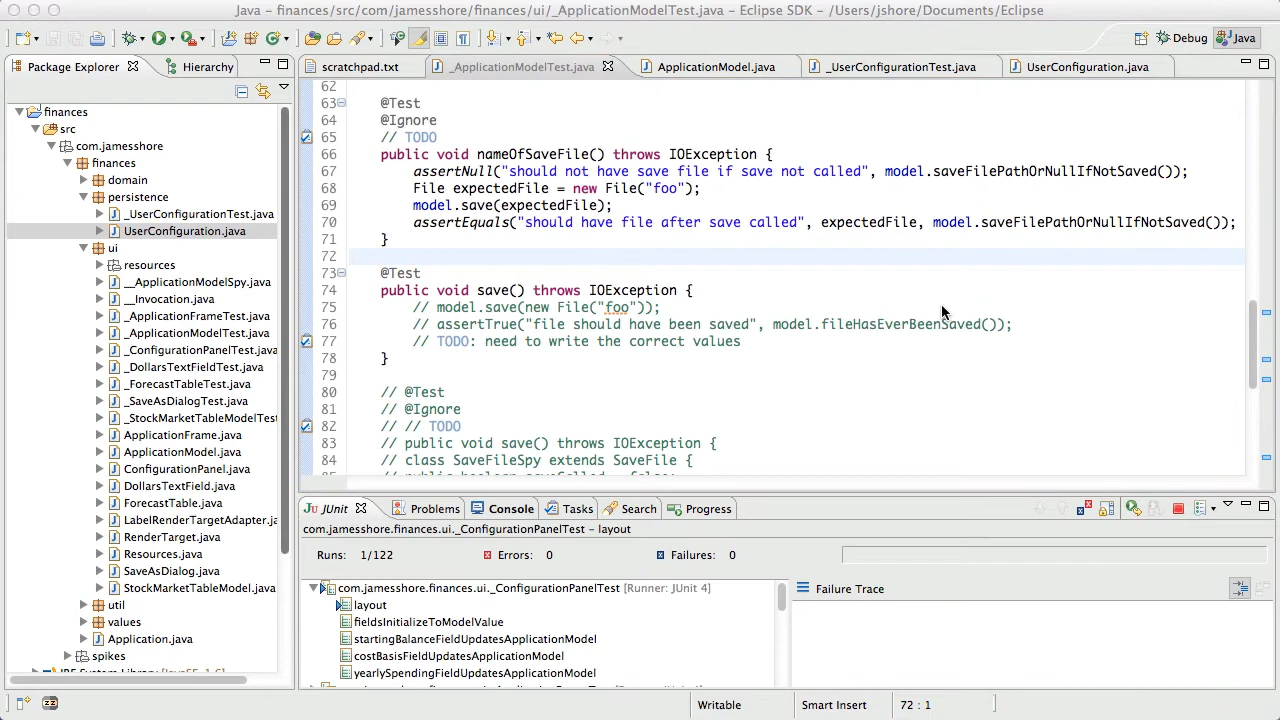 Java – finances/src/com/jamesshore/finances/ui/_ApplicationModelTest.java – Eclipse SDK – /Users/jshore/Documents/Eclipse
Debug
Java
Package Explorer
Hierarchy
scratchpad.txt
_ApplicationModelTest.java
ApplicationModel.java
_UserConfigurationTest.java
UserConfiguration.java
finances
src
com.jamesshore
finances
domain
persistence
_UserConfigurationTest.java
UserConfiguration.java
ui
resources
__ApplicationModelSpy.java
__Invocation.java
_ApplicationFrameTest.java
_ApplicationModelTest.java
_ConfigurationPanelTest.java
_DollarsTextFieldTest.java
_ForecastTableTest.java
_SaveAsDialogTest.java
_StockMarketTableModelTest
ApplicationFrame.java
ApplicationModel.java
ConfigurationPanel.java
DollarsTextField.java
ForecastTable.java
LabelRenderTargetAdapter.j
RenderTarget.java
Resources.java
SaveAsDialog.java
StockMarketTableModel.java
util
values
Application.java
spikes
62
63 @Test
64 @Ignore
65 // TODO
66 public void nameOfSaveFile() throws IOException {
67 assertNull("should not have save file if save not called", model.saveFilePathOrNullIfNotSaved());
68 File expectedFile = new File("foo");
69 model.save(expectedFile);
70 assertEquals("should have file after save called", expectedFile, model.saveFilePathOrNullIfNotSaved());
71 }
72
73 @Test
74 public void save() throws IOException {
75 // model.save(new File("foo"));
76 // assertTrue("file should have been saved", model.fileHasEverBeenSaved());
77 // TODO: need to write the correct values
78 }
79
80 // @Test
81 // @Ignore
82 // // TODO
83 // public void save() throws IOException {
84 // class SaveFileSpy extends SaveFile {
JUnit
Problems
Console
Tasks
Search
Progress
com.jamesshore.finances.ui._ConfigurationPanelTest – layout
Runs: 1/122
Errors: 0
Failures: 0
com.jamesshore.finances.ui._ConfigurationPanelTest [Runner: JUnit 4]
layout
fieldsInitializeToModelValue
startingBalanceFieldUpdatesApplicationModel
costBasisFieldUpdatesApplicationModel
yearlySpendingFieldUpdatesApplicationModel
Failure Trace
Writable
Smart Insert
72 : 1